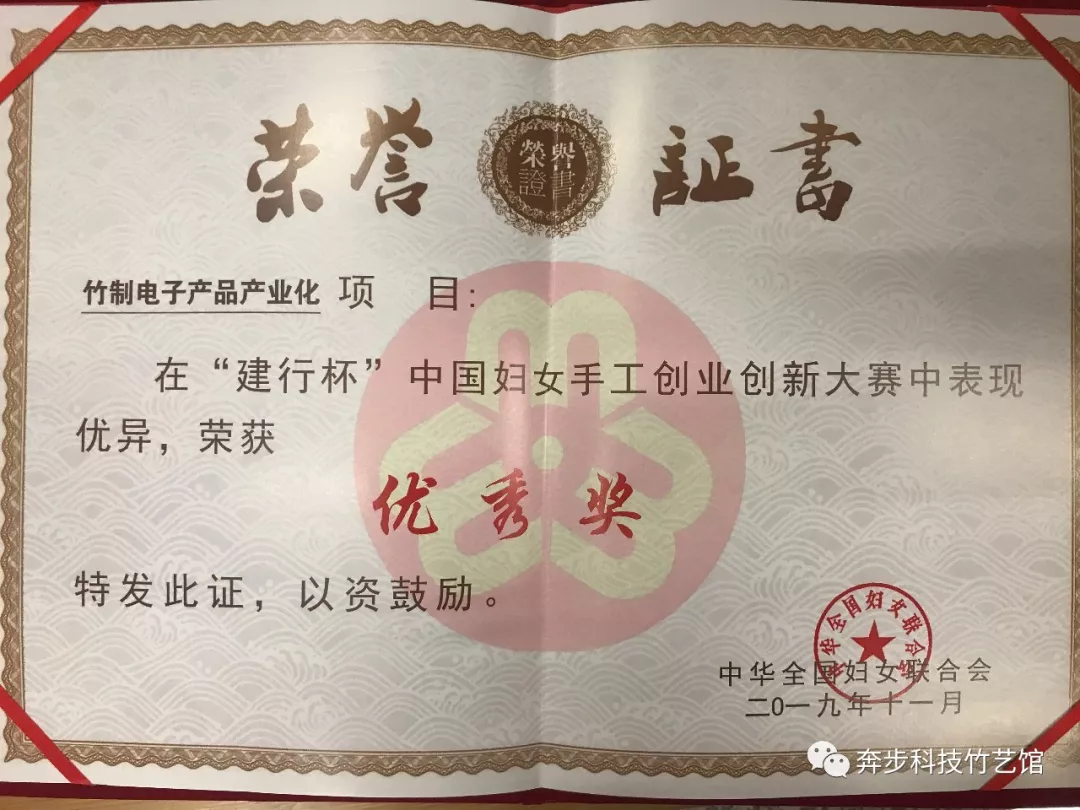 荣誉证书
榮譽
證書
竹制电子产品产业化 项 目：
在“建行杯”中国妇女手工创业创新大赛中表现
优异，荣获
优秀奖
特发此证，以资鼓励。
中华全国妇女联合会
中华全国妇女联合会
二0一九年十一月
奔步科技竹艺馆